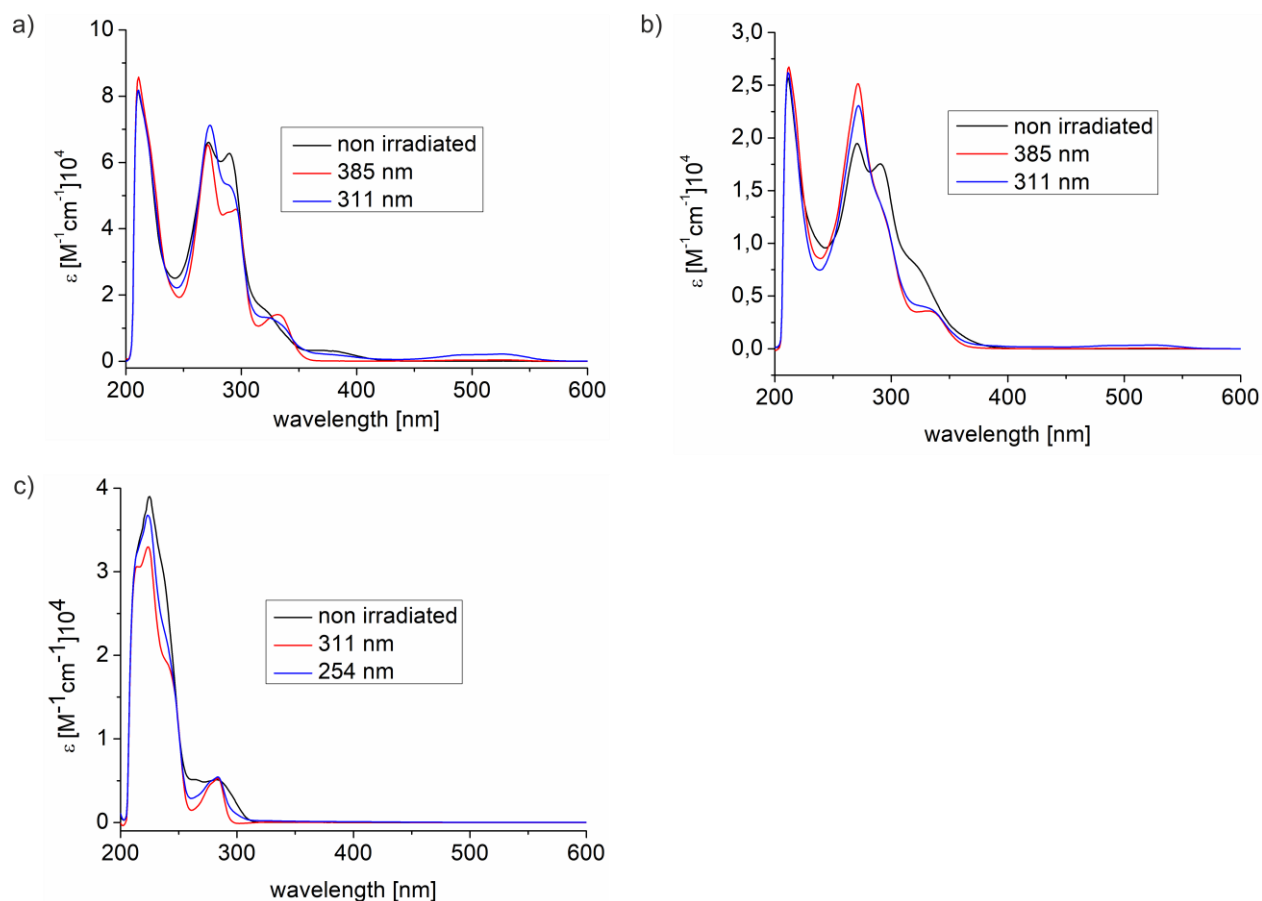 a)
10
8
6
4
2
0
ε [M⁻¹cm⁻¹]10⁴
non irradiated
385 nm
311 nm
200 300 400 500 600
wavelength [nm]
b)
3,0
2,5
2,0
1,5
1,0
0,5
0,0
ε [M⁻¹cm⁻¹]10⁴
non irradiated
385 nm
311 nm
200 300 400 500 600
wavelength [nm]
c)
4
3
2
1
0
ε [M⁻¹cm⁻¹]10⁴
non irradiated
311 nm
254 nm
200 300 400 500 600
wavelength [nm]